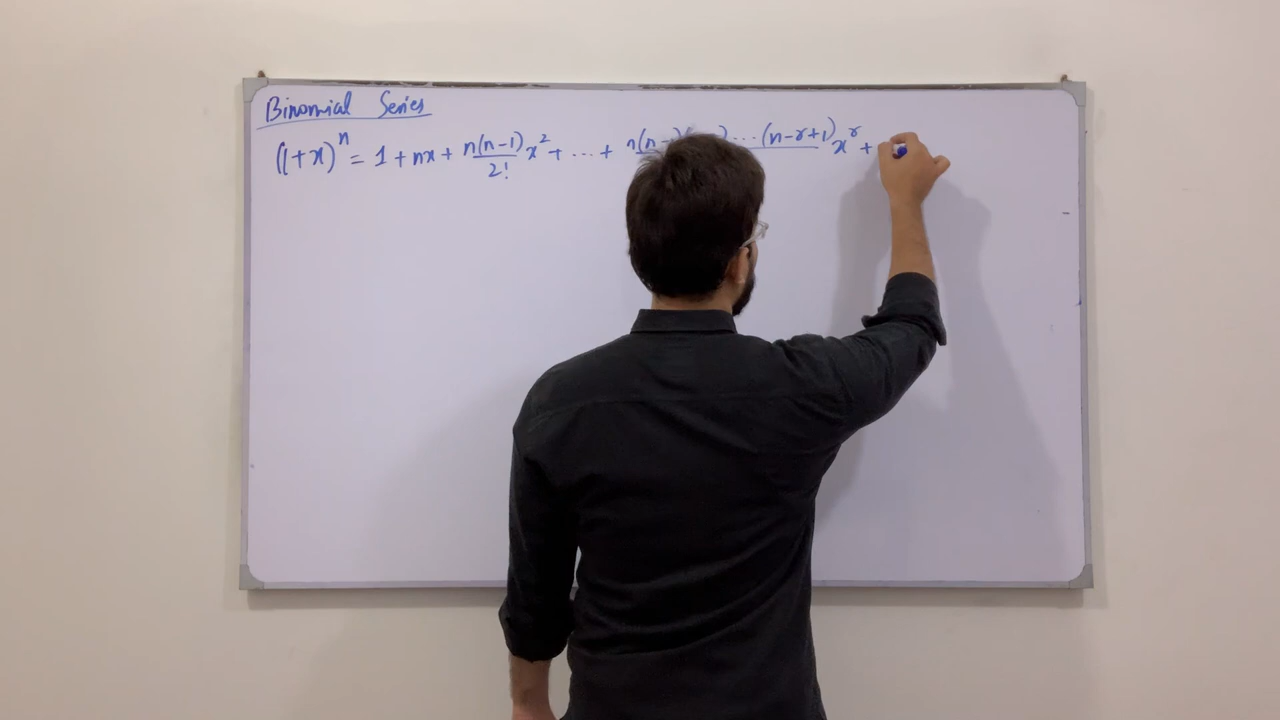 Binomial Series
(1+x)^n = 1 + nx + n(n-1)/2! x^2 + ... + n(n- ) ... (n-r+1) x^r +